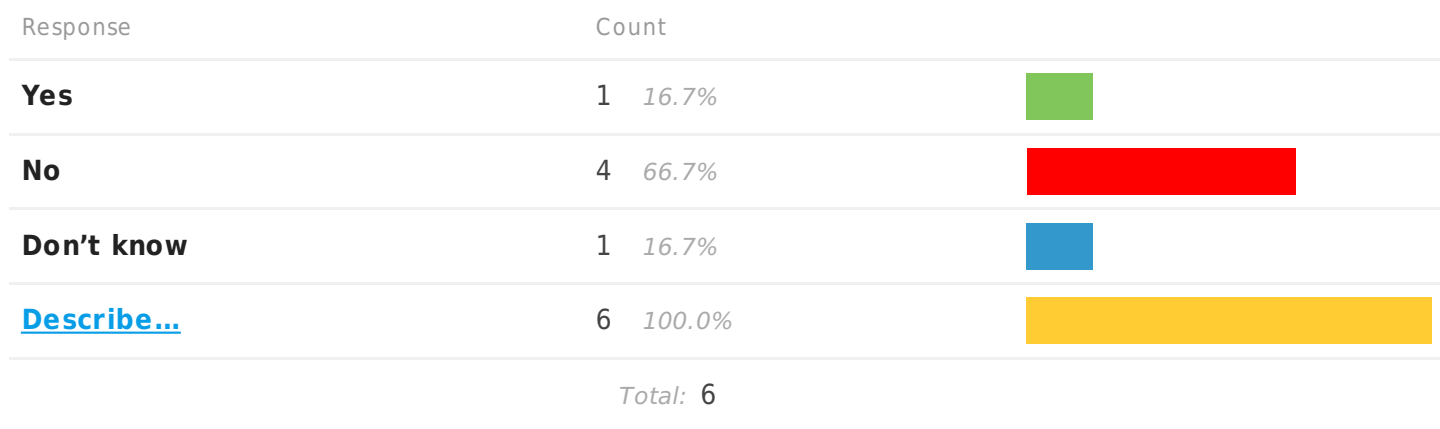 Response Count
Yes 1 16.7%
No 4 66.7%
Don’t know 1 16.7%
Describe... 6 100.0%
Total: 6